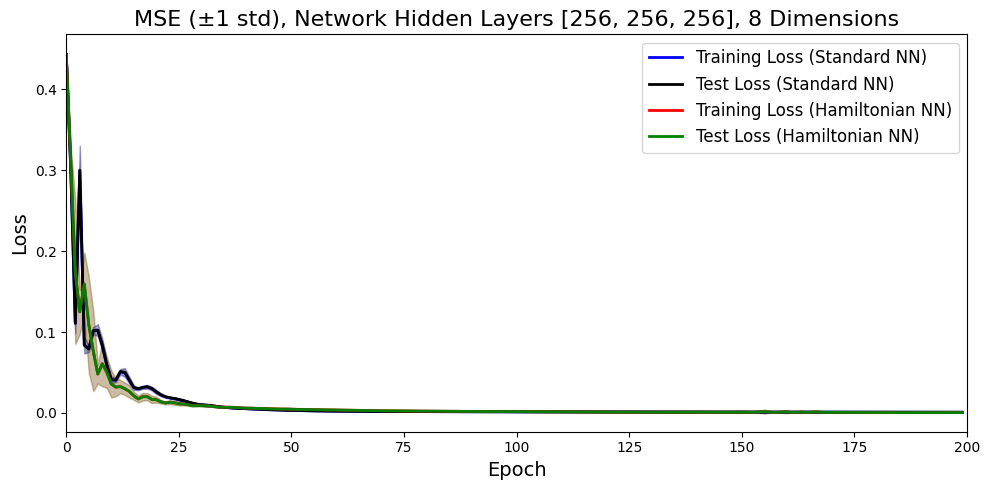 MSE (±1 std), Network Hidden Layers [256, 256, 256], 8 Dimensions
Training Loss (Standard NN)
Test Loss (Standard NN)
Training Loss (Hamiltonian NN)
Test Loss (Hamiltonian NN)
Loss
0.4
0.3
0.2
0.1
0.0
0 25 50 75 100 125 150 175 200
Epoch